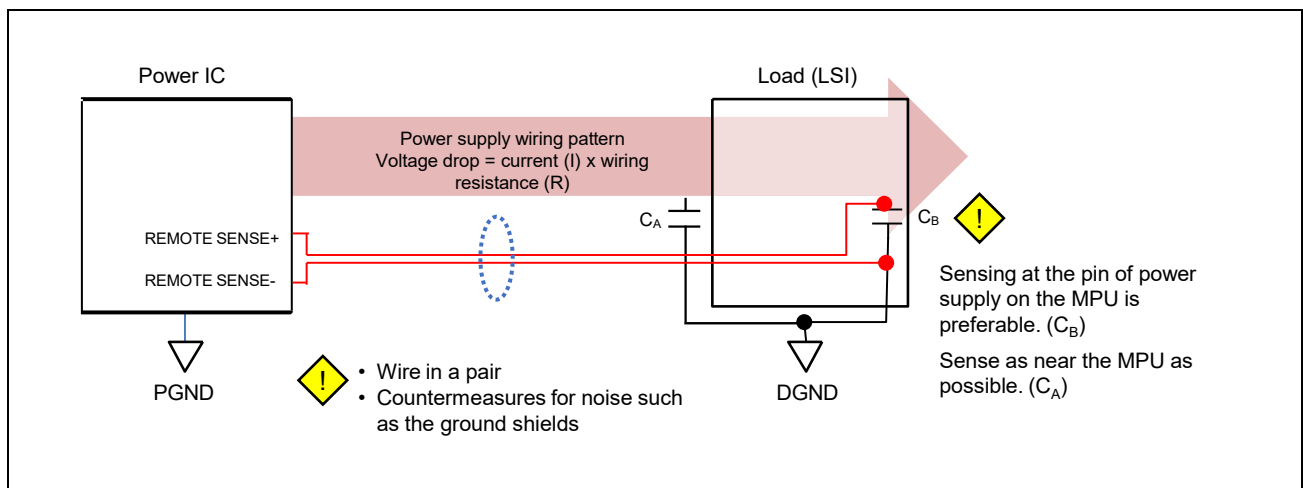 Power IC
Load (LSI)
Power supply wiring pattern
Voltage drop = current (I) x wiring
resistance (R)
CA
CB
!
REMOTE SENSE+
REMOTE SENSE-
Sensing at the pin of power
supply on the MPU is
preferable. (CB)
Sense as near the MPU as
possible. (CA)
PGND
!
• Wire in a pair
• Countermeasures for noise such
as the ground shields
DGND